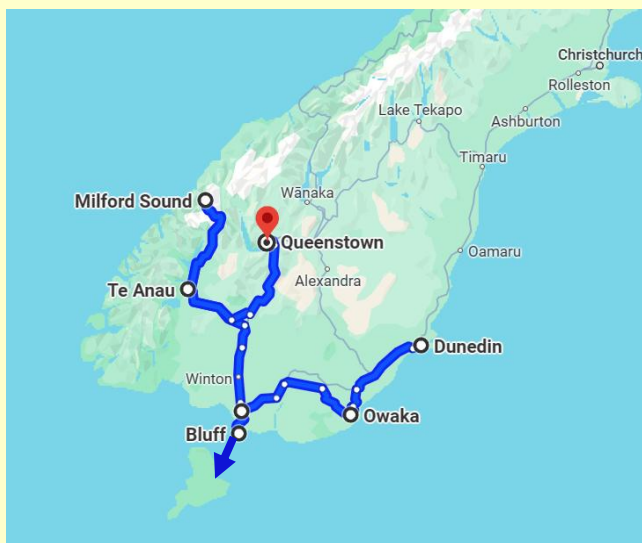 Christchurch
Rolleston
Lake Tekapo
Ashburton
Timaru
Wānaka
Milford Sound
Queenstown
Oamaru
Alexandra
Te Anau
Dunedin
Winton
Owaka
Bluff